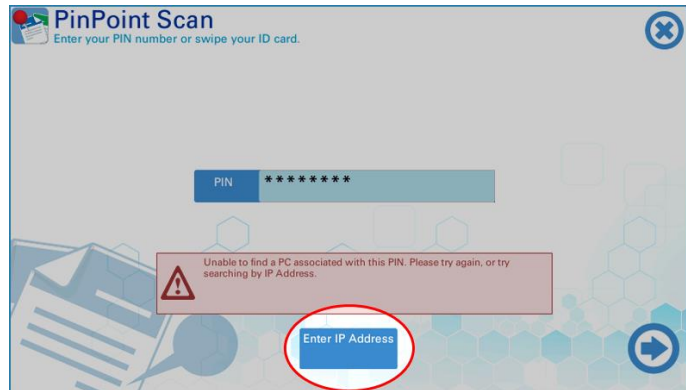 PinPoint Scan
Enter your PIN number or swipe your ID card.
PIN ********
Unable to find a PC associated with this PIN. Please try again, or try
searching by IP Address.
Enter IP Address